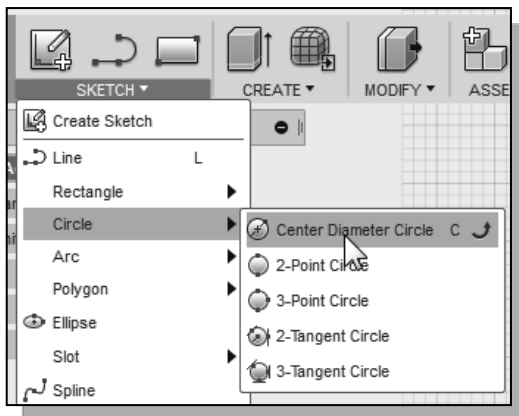 SKETCH ▾ CREATE ▾ MODIFY ▾ ASSE
Create Sketch
Line L
Rectangle
Circle
Center Diameter Circle C
Arc
2-Point Circle
Polygon
3-Point Circle
Ellipse
2-Tangent Circle
Slot
3-Tangent Circle
Spline